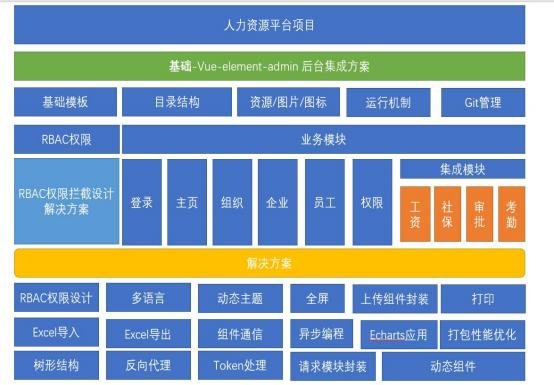 人力资源平台项目
基础-Vue-element-admin 后台集成方案
基础模板
目录结构
资源/图片/图标
运行机制
Git管理
RBAC权限
业务模块
RBAC权限拦截设计
解决方案
登录
主页
组织
企业
员工
权限
集成模块
工资
社保
审批
考勤
解决方案
RBAC权限设计
多语言
动态主题
全屏
上传组件封装
打印
Excel导入
Excel导出
组件通信
异步编程
Echarts应用
打包性能优化
树形结构
反向代理
Token处理
请求模块封装
动态组件